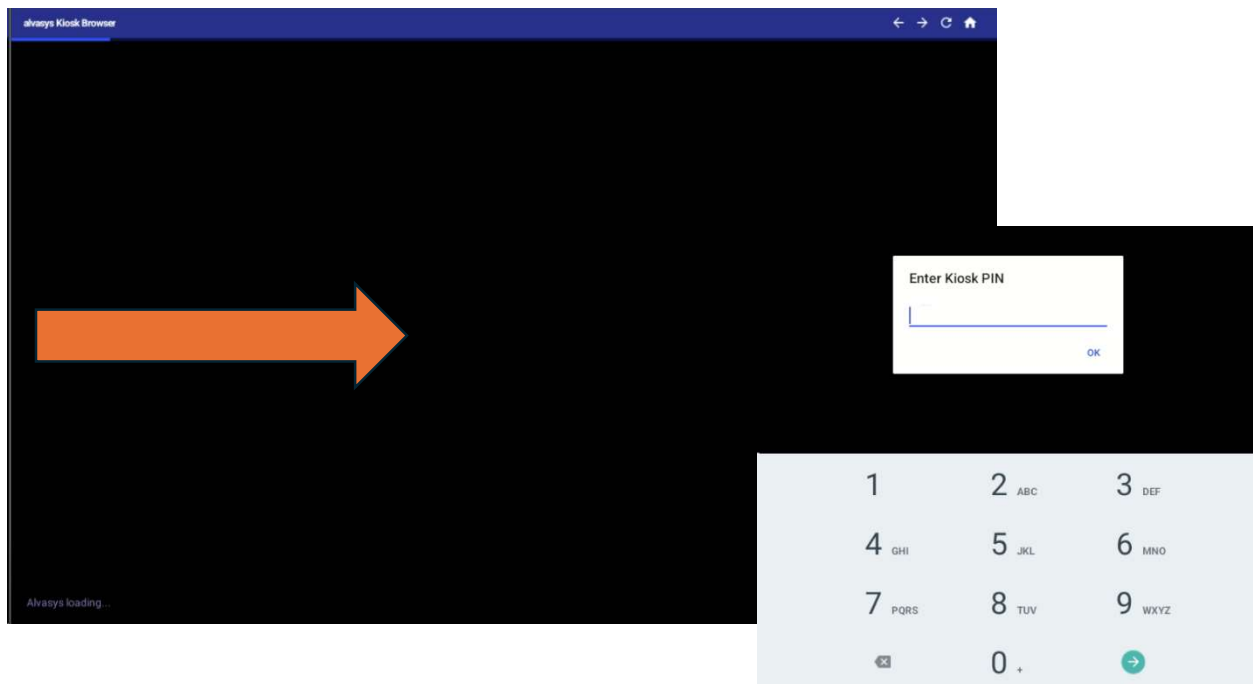 alvasys Kiosk Browser
Enter Kiosk PIN
OK
Alvasys loading...
1 2 ABC 3 DEF
4 GHI 5 JKL 6 MNO
7 PQRS 8 TUV 9 WXYZ
0 +